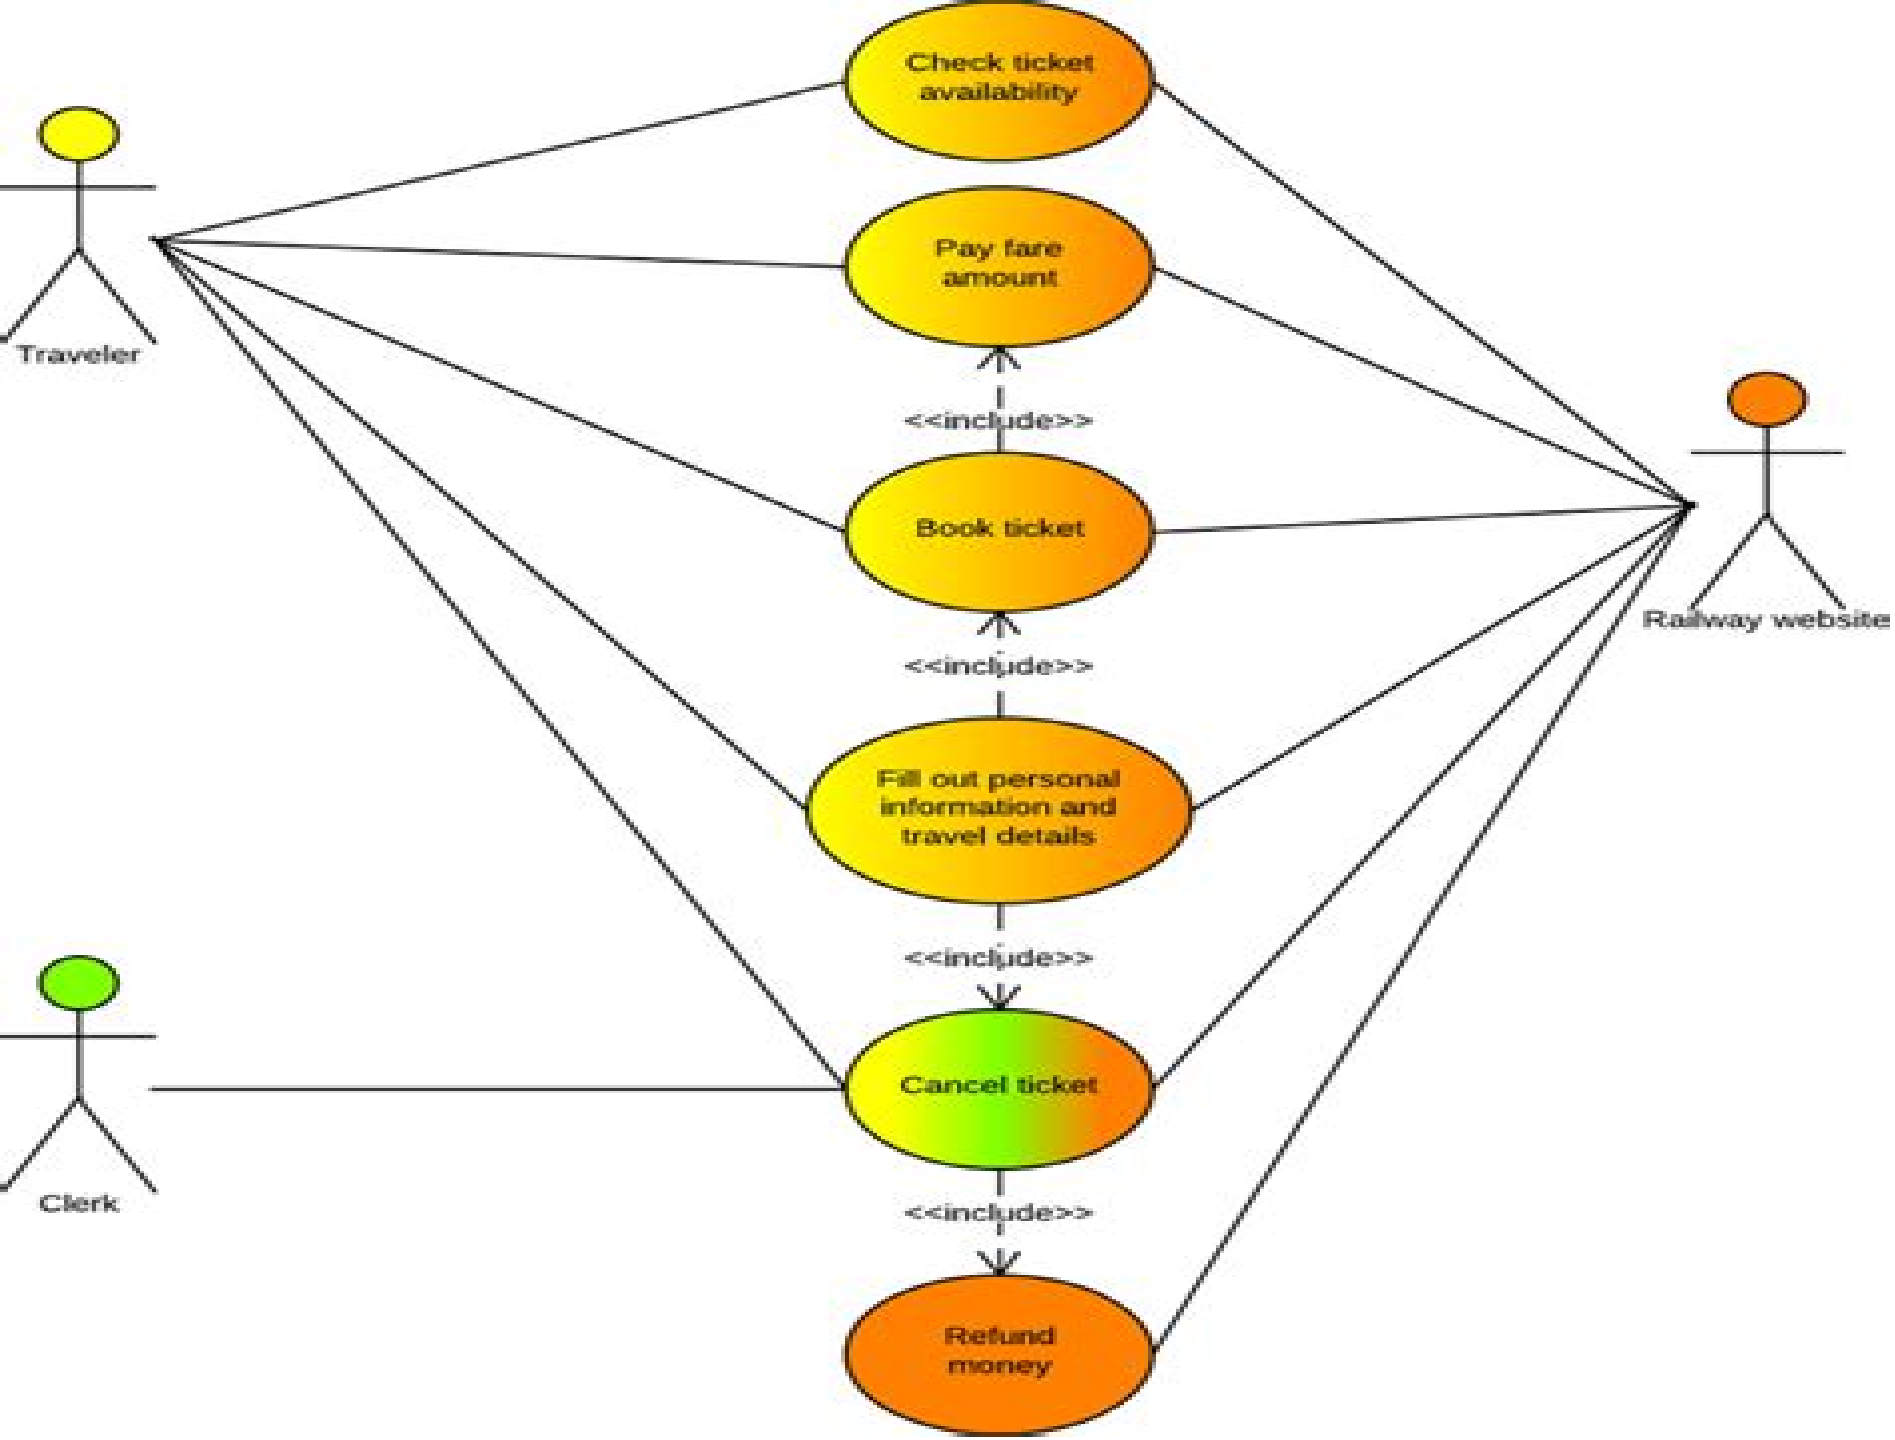 Check ticket
availability
Pay fare
amount
Traveler
<<include>>
Book ticket
Railway website
<<include>>
Fill out personal
information and
travel details
<<include>>
Cancel ticket
Clerk
<<include>>
Refund
money